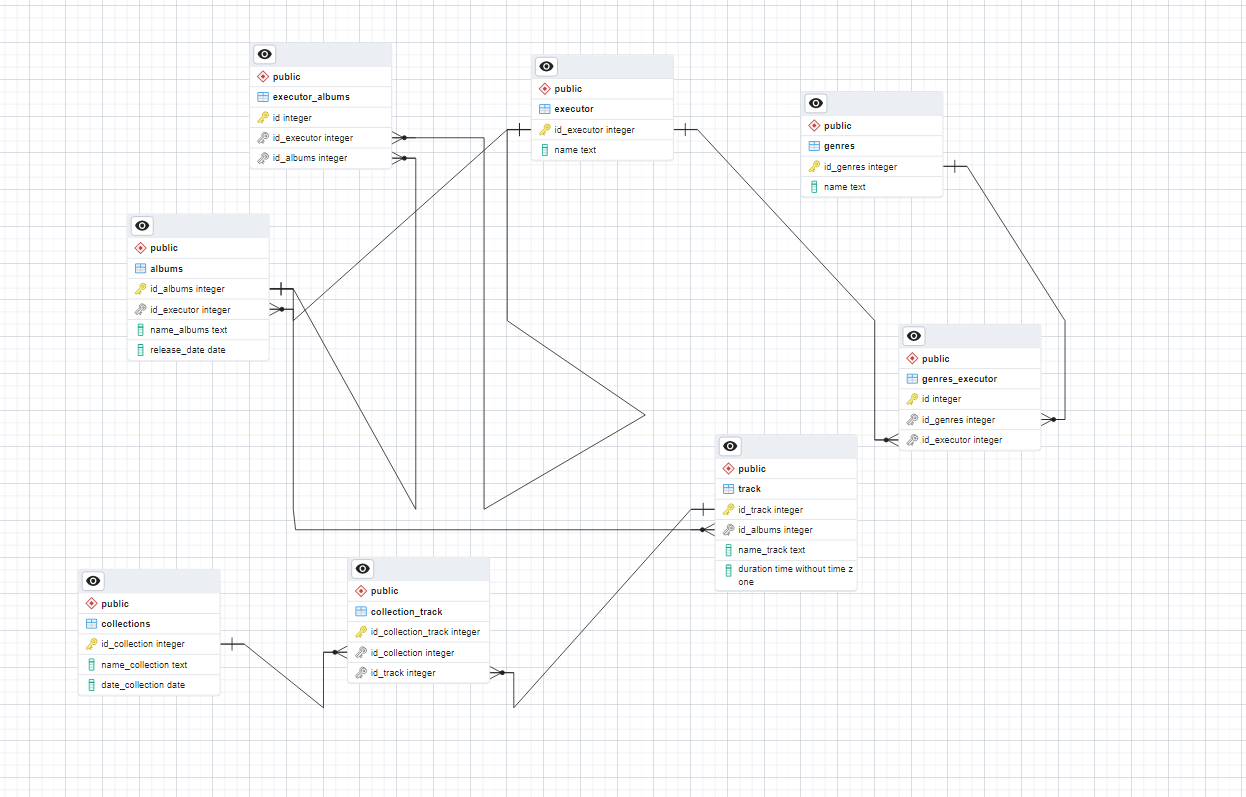 public
executor_albums
id integer
id_executor integer
id_albums integer
public
executor
id_executor integer
name text
public
genres
id_genres integer
name text
public
albums
id_albums integer
id_executor integer
name_albums text
release_date date
public
genres_executor
id integer
id_genres integer
id_executor integer
public
track
id_track integer
id_albums integer
name_track text
duration time without time z
one
public
collections
id_collection integer
name_collection text
date_collection date
public
collection_track
id_collection_track integer
id_collection integer
id_track integer